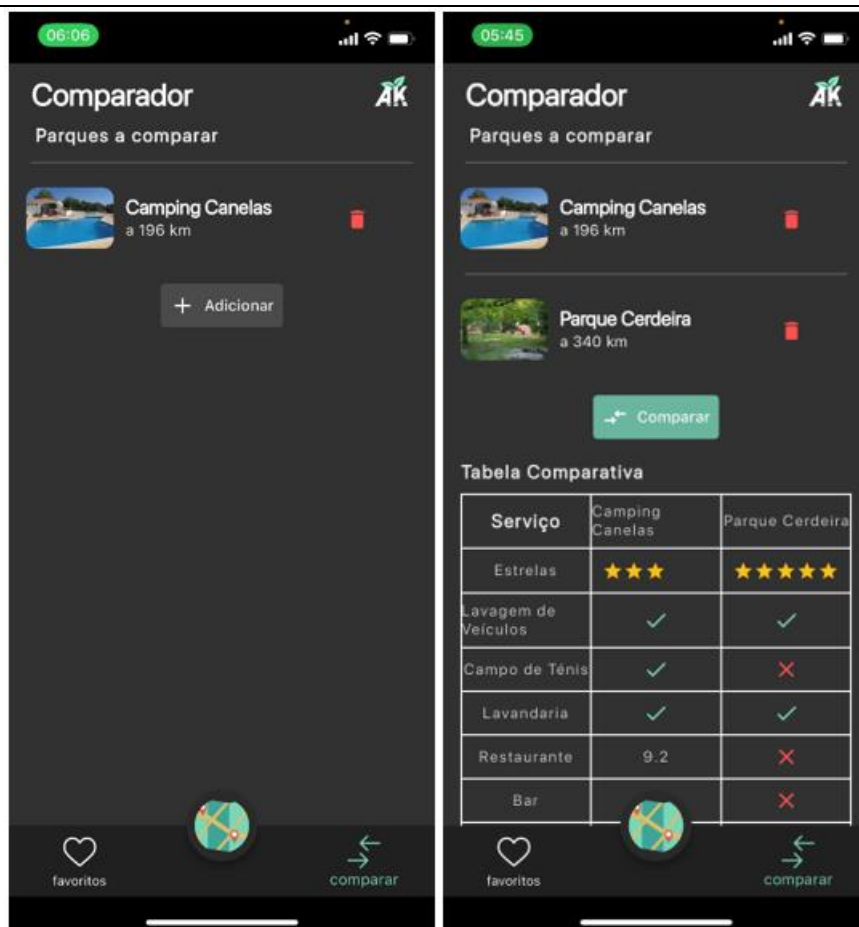 06:06
Comparador
AK
Parques a comparar
Camping Canelas
a 196 km
+ Adicionar
favoritos
comparar
05:45
Comparador
AK
Parques a comparar
Camping Canelas
a 196 km
Parque Cerdeira
a 340 km
Comparar
Tabela Comparativa
Serviço
Camping
Canelas
Parque Cerdeira
Estrelas
Lavagem de
Veículos
Campo de Ténis
Lavandaria
Restaurante
9.2
Bar
favoritos
comparar